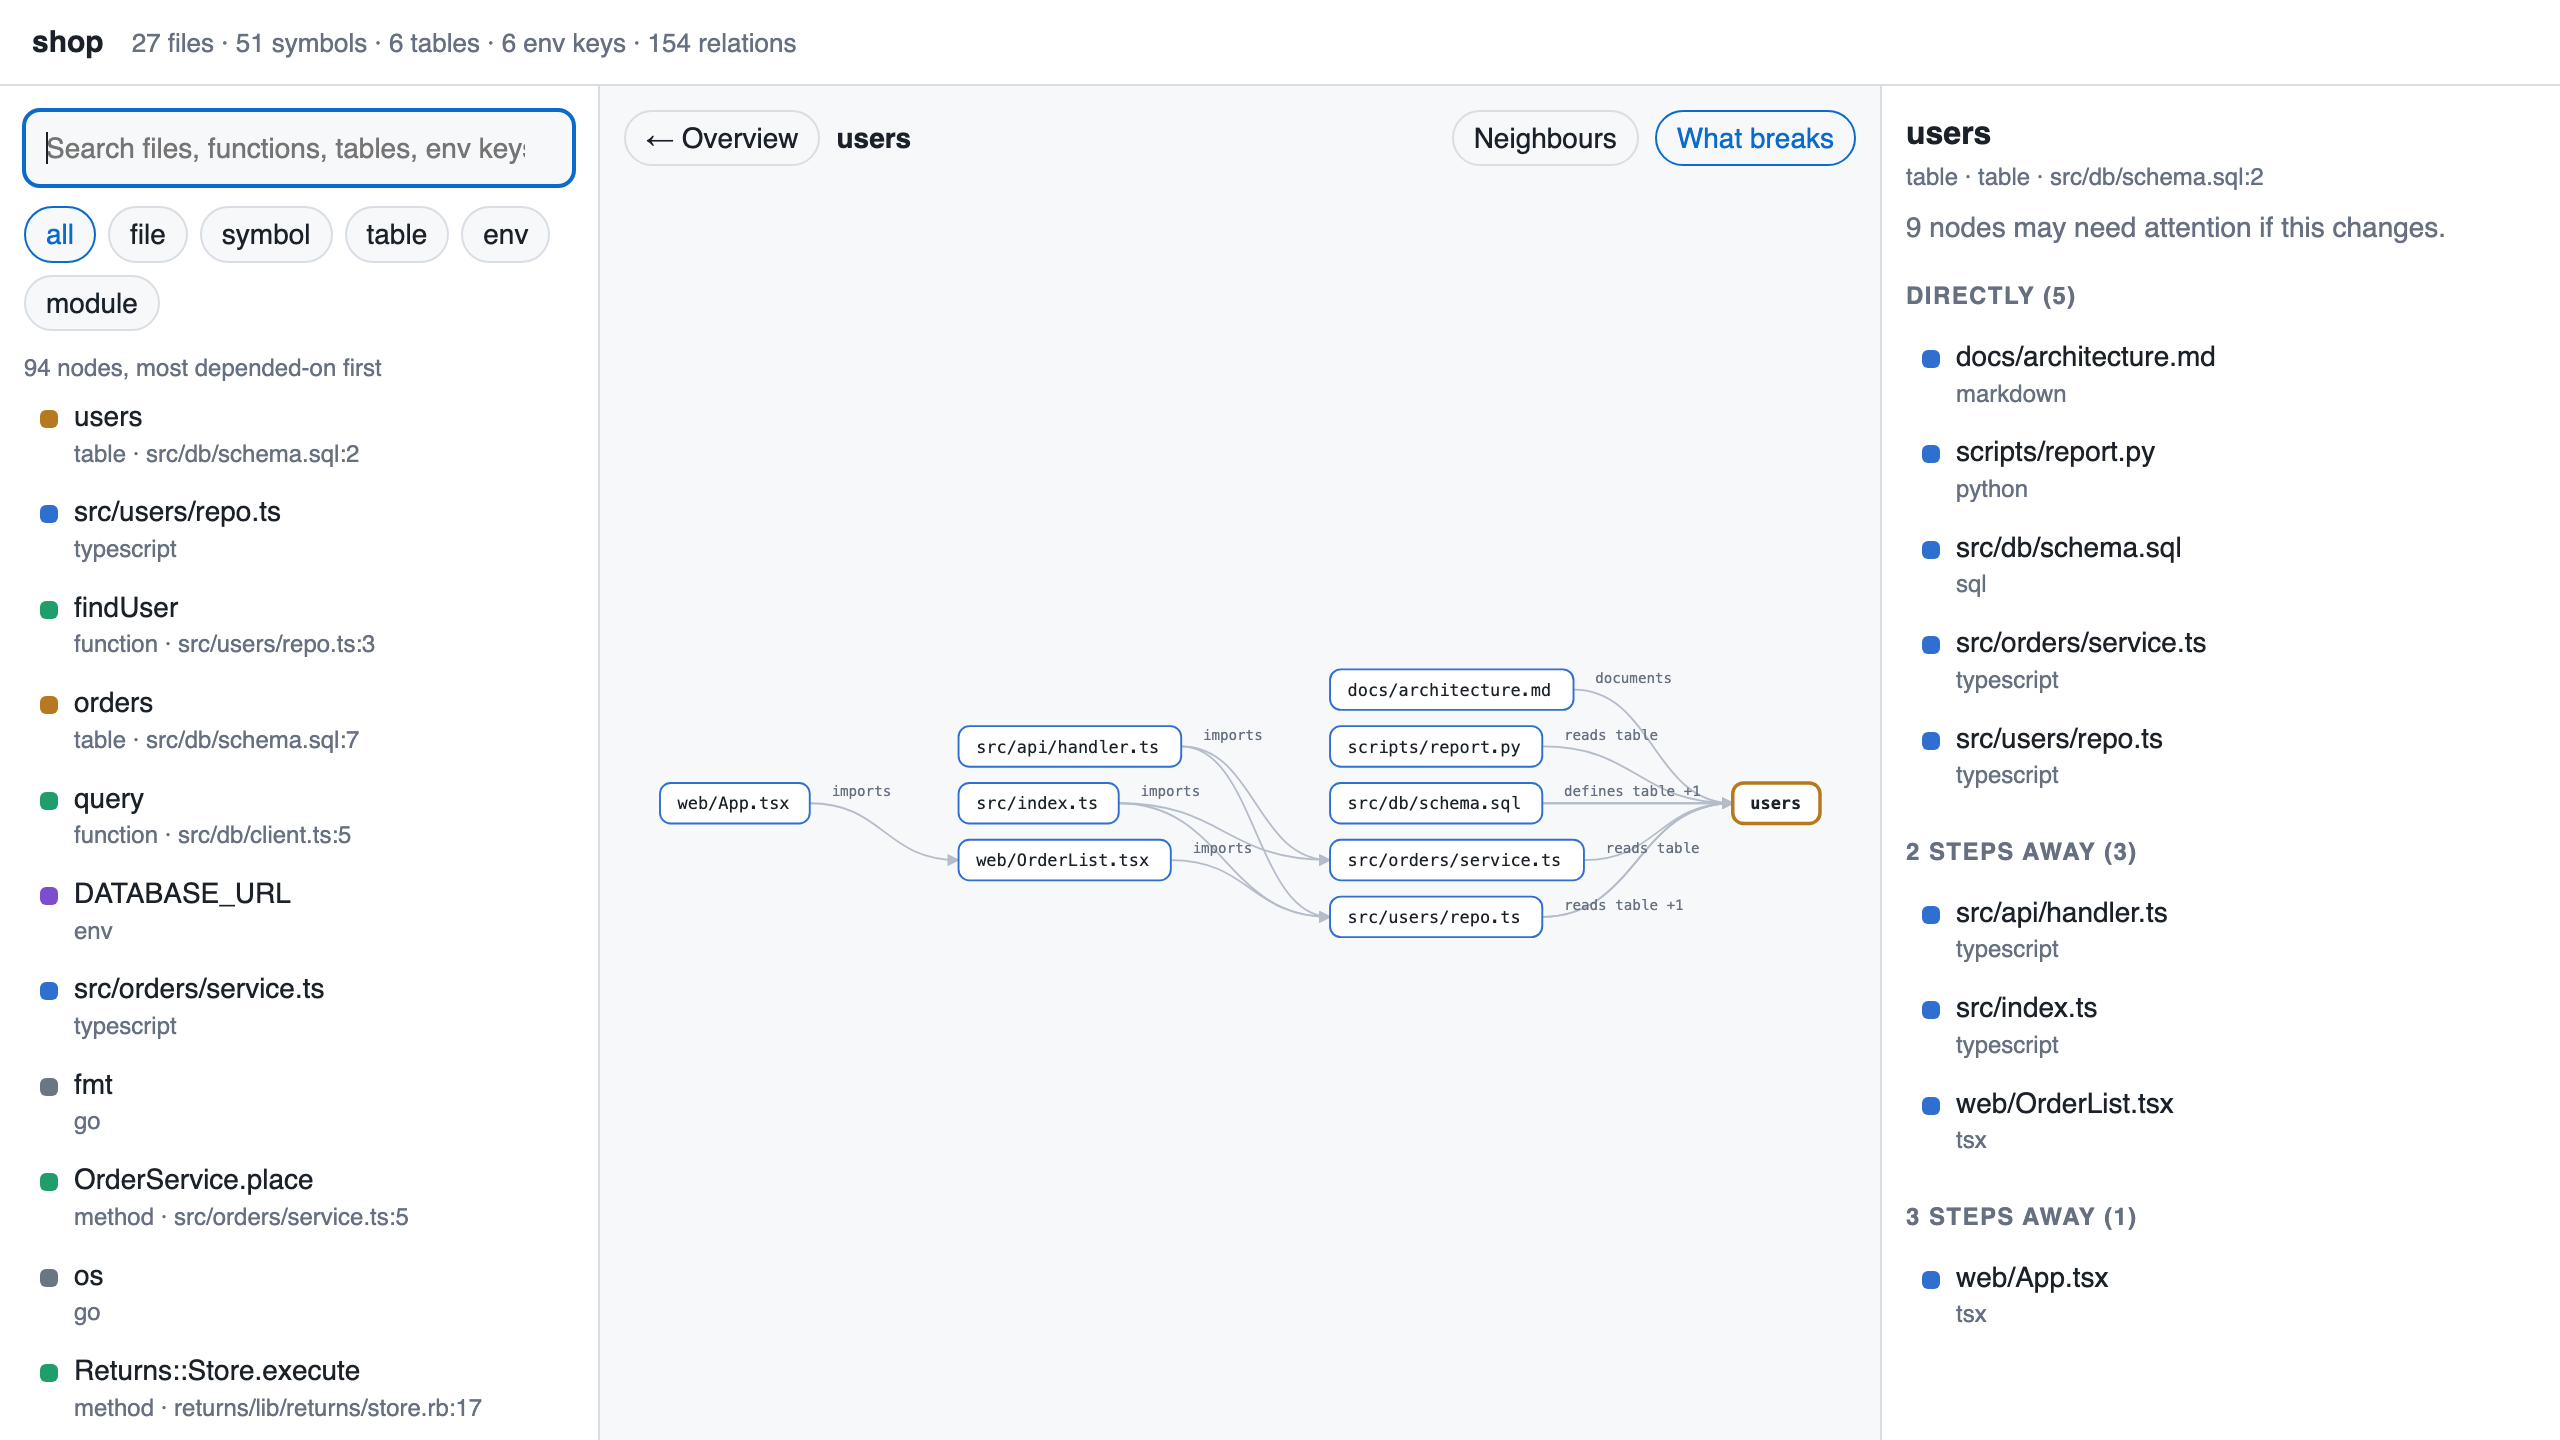 shop 27 files · 51 symbols · 6 tables · 6 env keys · 154 relations
Search files, functions, tables, env keys
all file symbol table env
module
94 nodes, most depended-on first
users
table · src/db/schema.sql:2
src/users/repo.ts
typescript
findUser
function · src/users/repo.ts:3
orders
table · src/db/schema.sql:7
query
function · src/db/client.ts:5
DATABASE_URL
env
src/orders/service.ts
typescript
fmt
go
OrderService.place
method · src/orders/service.ts:5
os
go
Returns::Store.execute
method · returns/lib/returns/store.rb:17
← Overview users Neighbours What breaks
docs/architecture.md documents
src/api/handler.ts imports scripts/report.py reads table
web/App.tsx imports src/index.ts imports src/db/schema.sql defines table +1 users
web/OrderList.tsx imports src/orders/service.ts reads table
src/users/repo.ts reads table +1
users
table · table · src/db/schema.sql:2
9 nodes may need attention if this changes.
DIRECTLY (5)
docs/architecture.md
markdown
scripts/report.py
python
src/db/schema.sql
sql
src/orders/service.ts
typescript
src/users/repo.ts
typescript
2 STEPS AWAY (3)
src/api/handler.ts
typescript
src/index.ts
typescript
web/OrderList.tsx
tsx
3 STEPS AWAY (1)
web/App.tsx
tsx